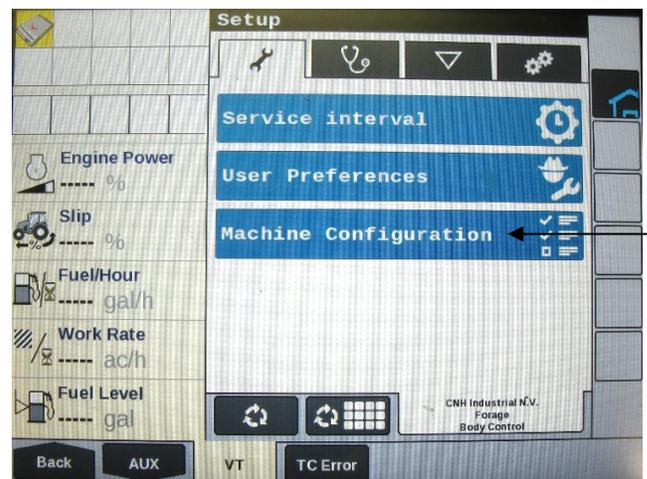 Setup
Service interval
User Preferences
Machine Configuration
Engine Power
----- %
Slip
----- %
Fuel/Hour
----- gal/h
Work Rate
----- ac/h
Fuel Level
----- gal
CNH Industrial N.V.
Forage
Body Control
Back
AUX
VT
TC Error